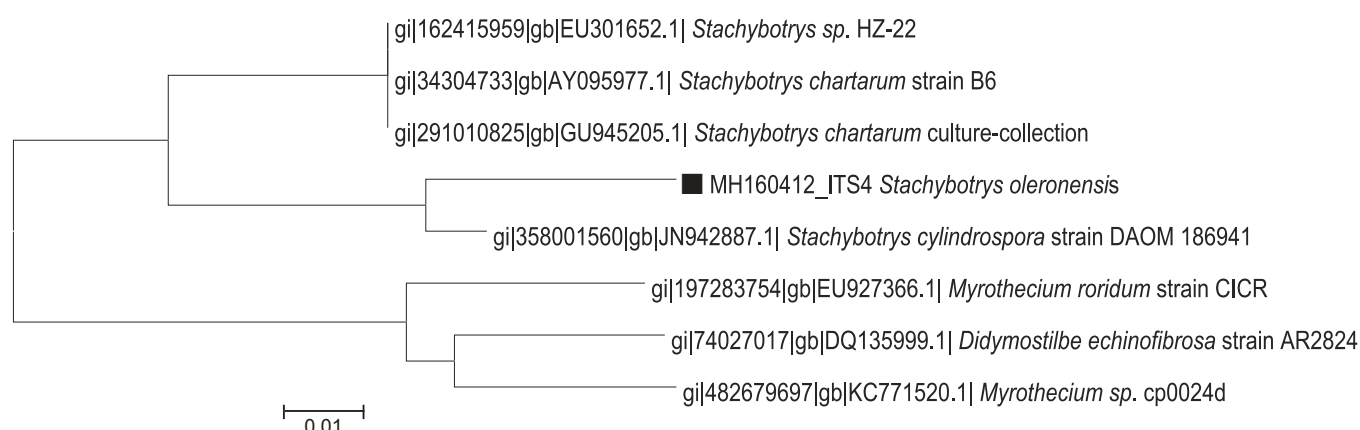 gi|162415959|gb|EU301652.1| Stachybotrys sp. HZ-22
gi|34304733|gb|AY095977.1| Stachybotrys chartarum strain B6
gi|291010825|gb|GU945205.1| Stachybotrys chartarum culture-collection
MH160412_ITS4 Stachybotrys oleronensis
gi|358001560|gb|JN942887.1| Stachybotrys cylindrospora strain DAOM 186941
gi|197283754|gb|EU927366.1| Myrothecium roridum strain CICR
gi|74027017|gb|DQ135999.1| Didymostilbe echinofibrosa strain AR2824
gi|482679697|gb|KC771520.1| Myrothecium sp. cp0024d
0.01